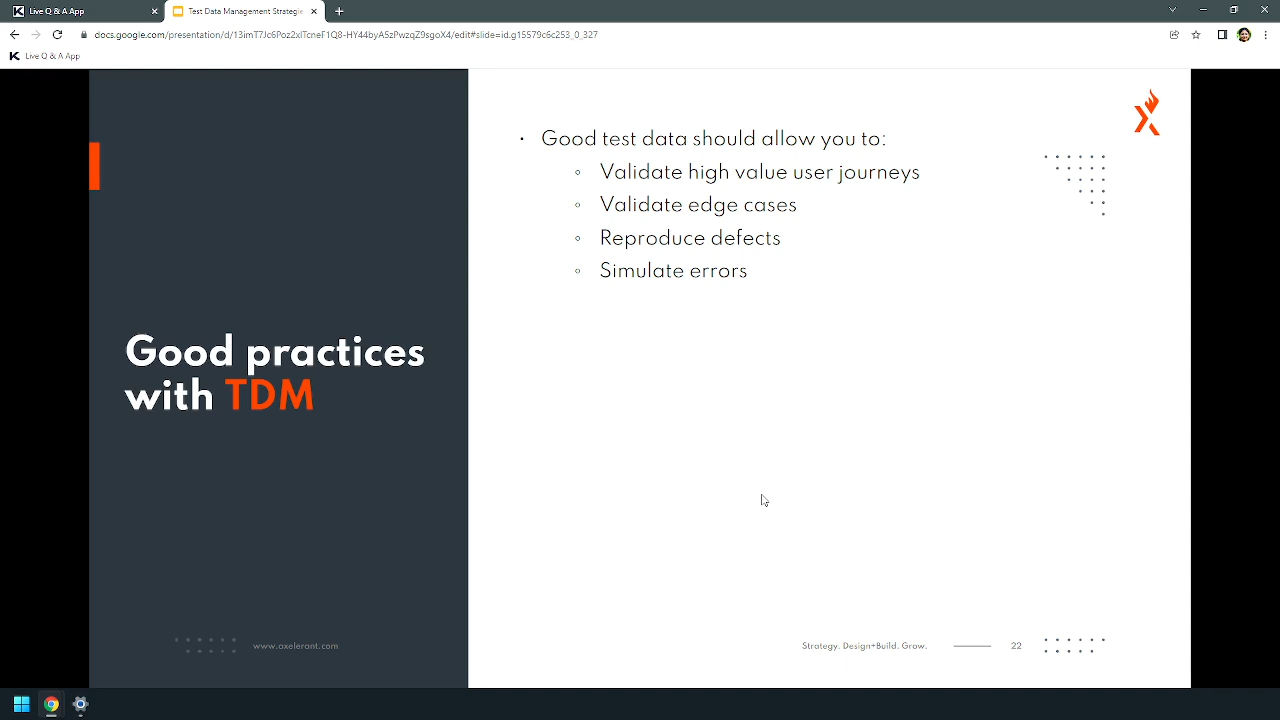 Live Q & A App
Test Data Management Strategie
docs.google.com/presentation/d/13imT7Jc6Poz2xlTcneF1Q8-HY44byA5zPwzqZ9sgoX4/edit#slide=id.g15579c6c253_0_327
Live Q & A App
Good practices
with TDM
Good test data should allow you to:
Validate high value user journeys
Validate edge cases
Reproduce defects
Simulate errors
www.axelerant.com
Strategy. Design+Build. Grow.
22